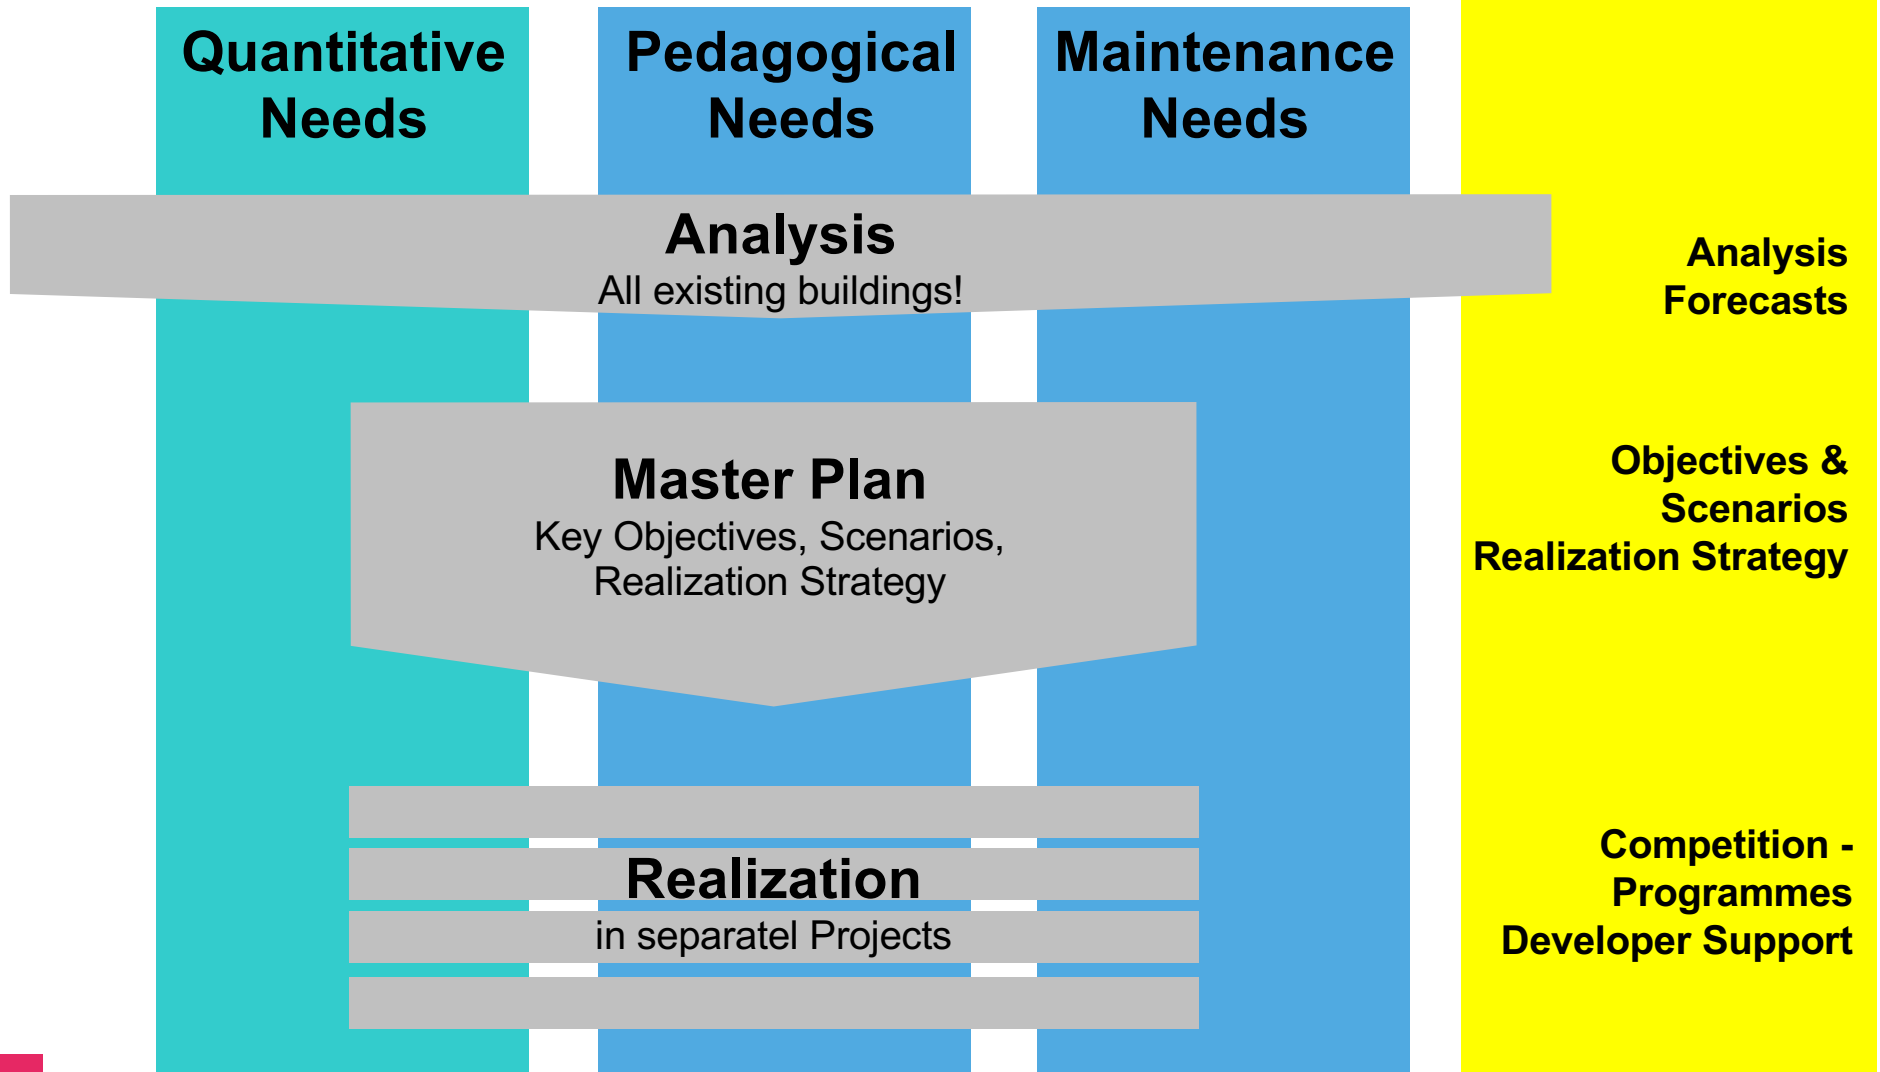 Quantitative
Needs
Pedagogical
Needs
Maintenance
Needs
Analysis
All existing buildings!
Analysis
Forecasts
Master Plan
Key Objectives, Scenarios,
Realization Strategy
Objectives &
Scenarios
Realization Strategy
Realization
in separatel Projects
Competition -
Programmes
Developer Support